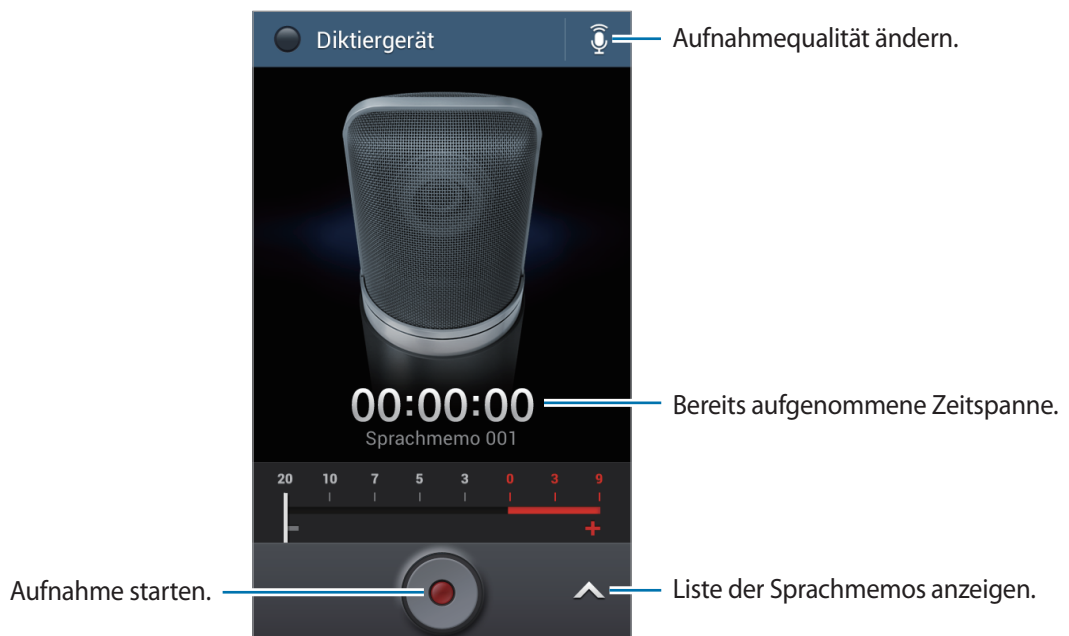 Diktiergerät
Aufnahmequalität ändern.
00:00:00
Bereits aufgenommene Zeitspanne.
Sprachmemo 001
20 10 7 5 3 0 3 9
- +
Aufnahme starten.
Liste der Sprachmemos anzeigen.